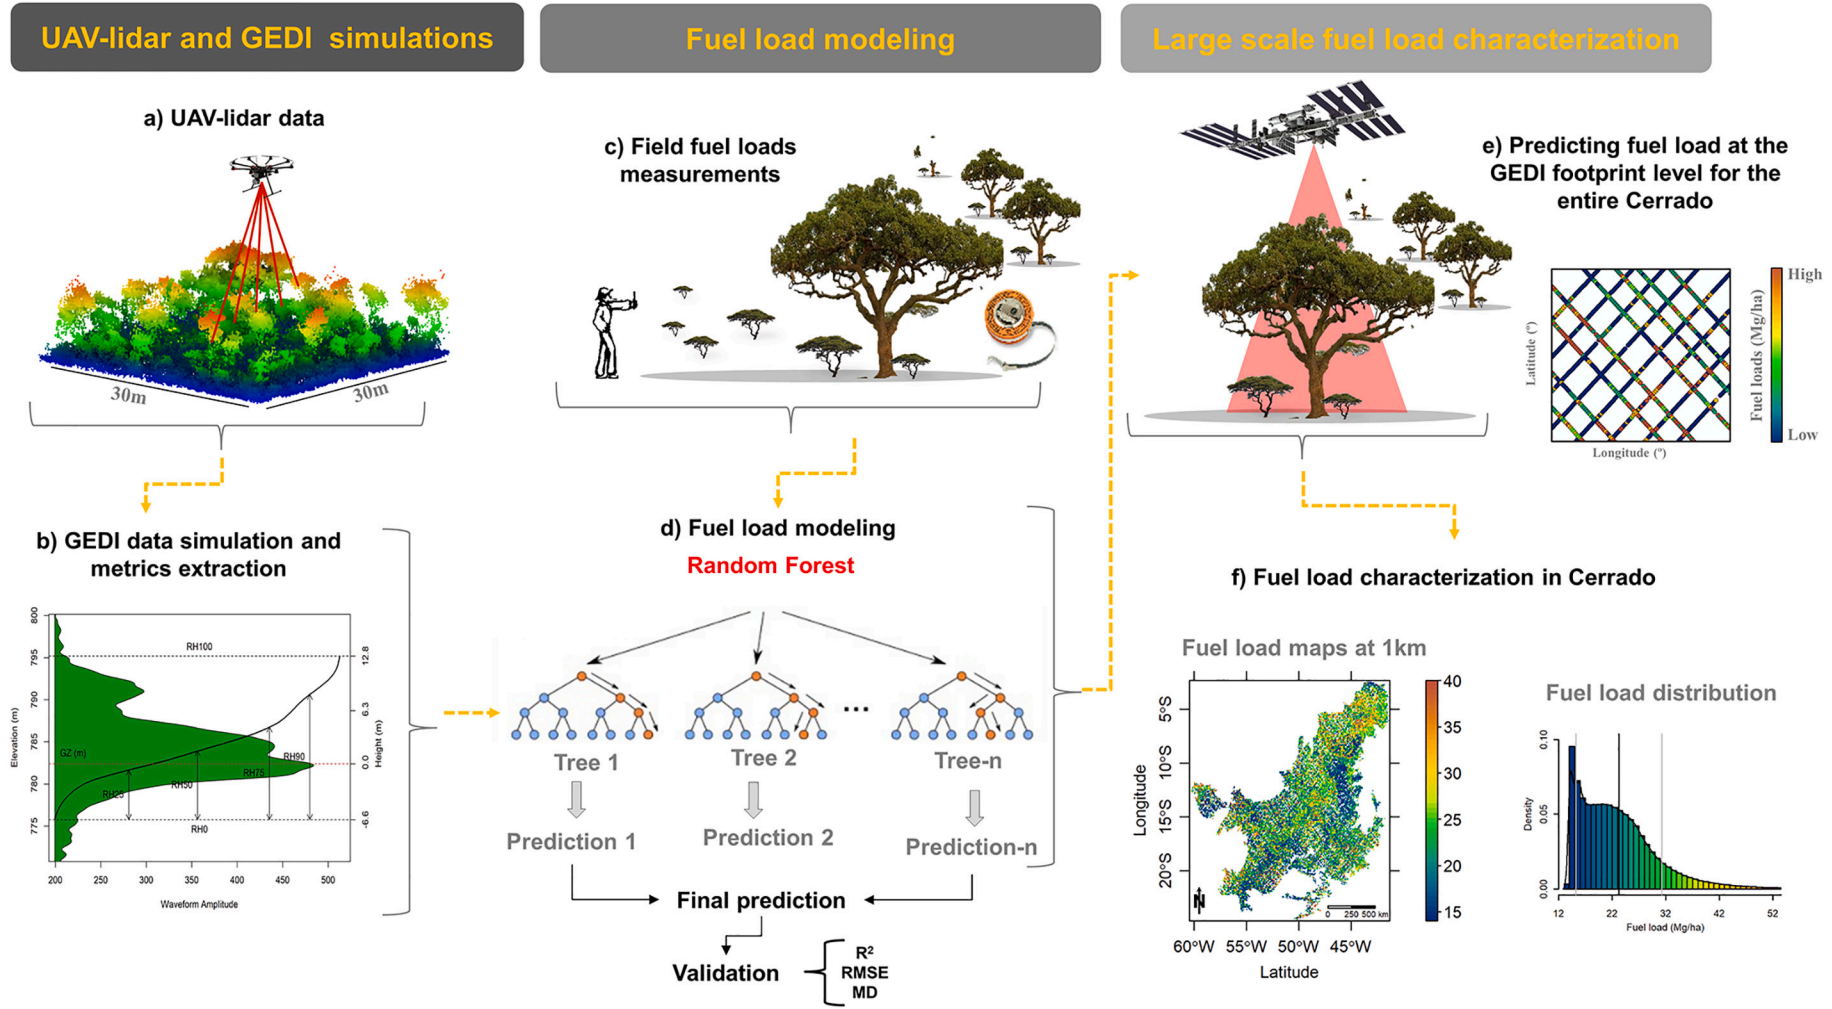 UAV-lidar and GEDI simulations
Fuel load modeling
Large scale fuel load characterization
a) UAV-lidar data
30m
30m
b) GEDI data simulation and
metrics extraction
800
795
790
785
780
775
Elevation (m)
RH100
GZ (m)
RH25
RH50
RH75
RH90
RH0
12.8
6.3
0.0
-6.6
Height (m)
200
250
300
350
400
450
500
Waveform Amplitude
c) Field fuel loads
measurements
d) Fuel load modeling
Random Forest
...
Tree 1
Tree 2
Tree-n
Prediction 1
Prediction 2
Prediction-n
Final prediction
Validation
R²
RMSE
MD
e) Predicting fuel load at the
GEDI footprint level for the
entire Cerrado
Latitude (º)
Longitude (º)
Fuel loads (Mg/ha)
High
Low
f) Fuel load characterization in Cerrado
Fuel load maps at 1km
5°S
10°S
15°S
20°S
Longitude
N
0 250 500 km
60°W 55°W 50°W 45°W
Latitude
40
35
30
25
20
15
Fuel load distribution
0.10
0.05
0.00
Density
12 22 32 42 52
Fuel load (Mg/ha)